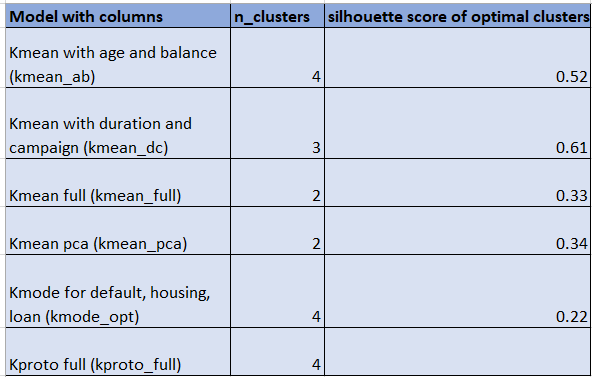 Model with columns n_clusters silhouette score of optimal clusters
Kmean with age and balance
(kmean_ab) 4 0.52
Kmean with duration and
campaign (kmean_dc) 3 0.61
Kmean full (kmean_full) 2 0.33
Kmean pca (kmean_pca) 2 0.34
Kmode for default, housing,
loan (kmode_opt) 4 0.22
Kproto full (kproto_full) 4